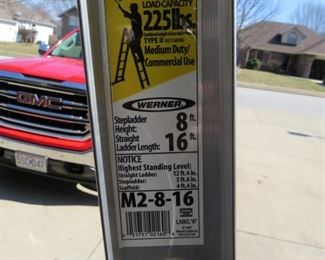 LOAD CAPACITY
225lbs.
TYPE II
Medium Duty/
Commercial Use
WERNER
Stepladder
Height: 8 ft.
Straight
Ladder Length: 16 ft.
NOTICE
Highest Standing Level:
Straight Ladder: 12 ft. 4 in.
Stepladder: 5 ft. 4 in.
Scaffold: 4 ft. 4 in.
M2-8-16
LABEL "A"
GMC